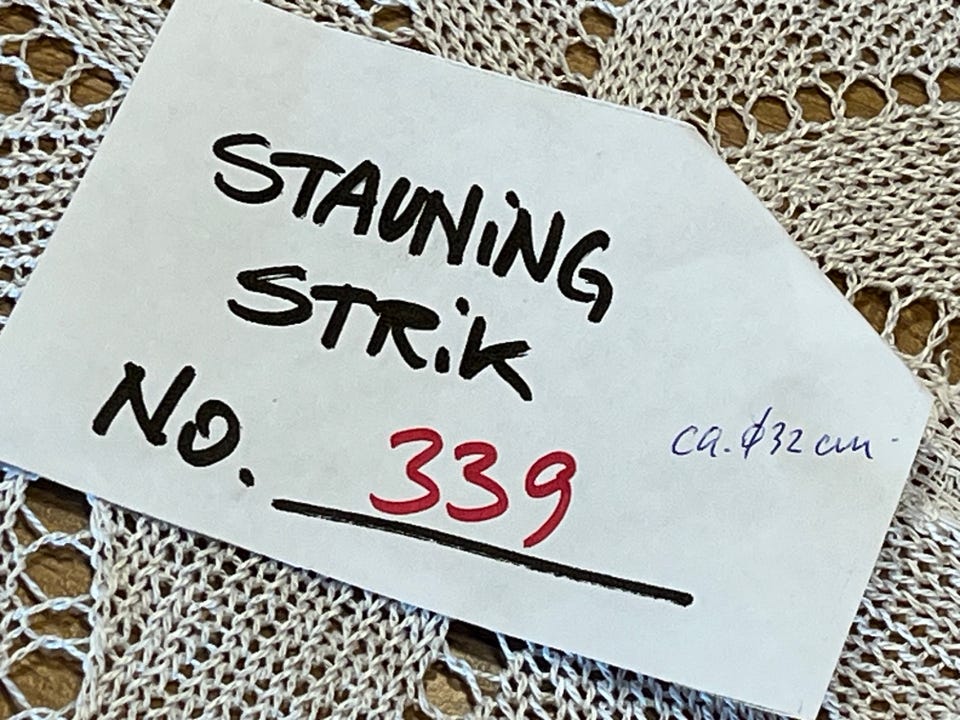 STAUNiNG
STRiK
No. 339
ca. ø32 cm